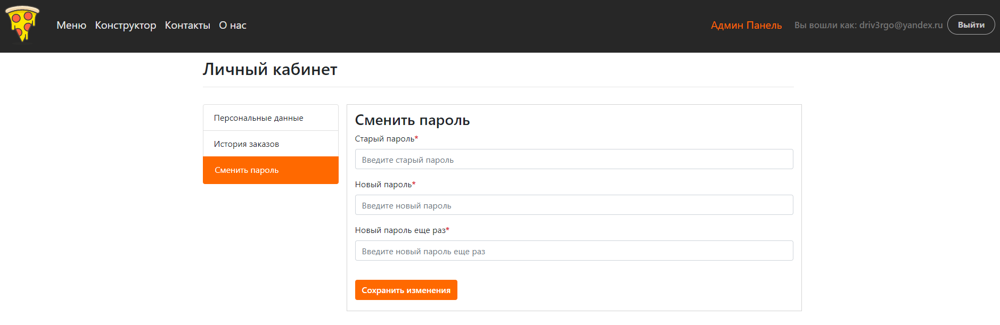 Меню Конструктор Контакты О нас Админ Панель Вы вошли как: driv3rgo@yandex.ru Выйти
Личный кабинет
Персональные данные
История заказов
Сменить пароль
Сменить пароль
Старый пароль*
Введите старый пароль
Новый пароль*
Введите новый пароль
Новый пароль еще раз*
Введите новый пароль еще раз
Сохранить изменения